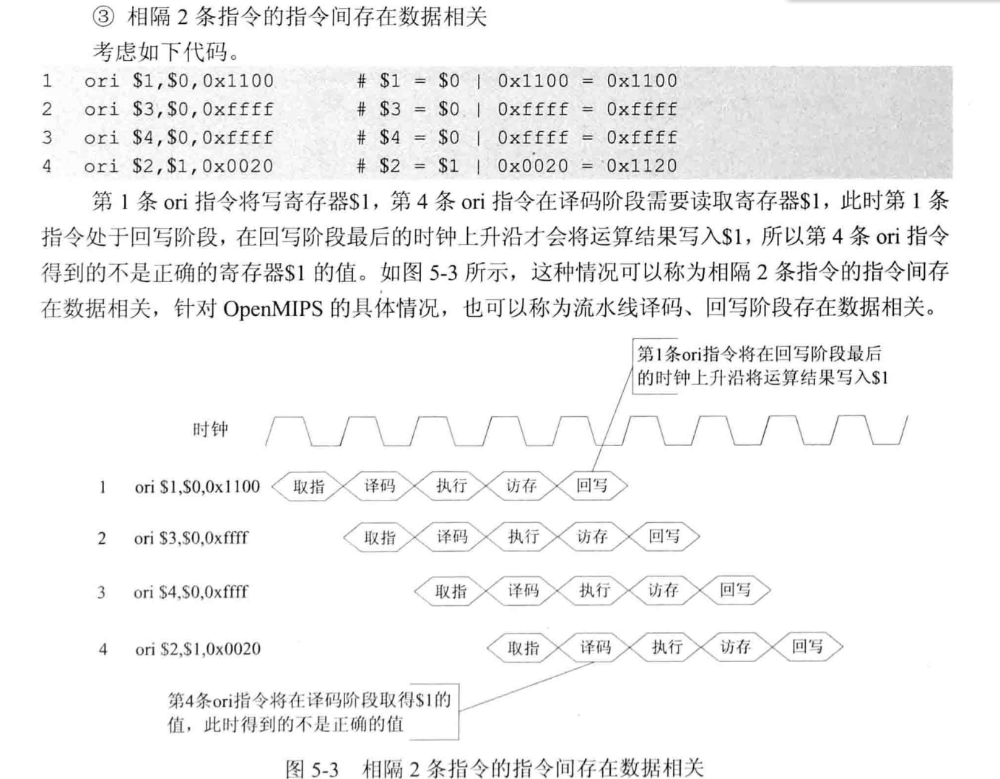 ③ 相隔 2 条指令的指令间存在数据相关
考虑如下代码。
1 ori $1,$0,0x1100 # $1 = $0 | 0x1100 = 0x1100
2 ori $3,$0,0xffff # $3 = $0 | 0xffff = 0xffff
3 ori $4,$0,0xffff # $4 = $0 | 0xffff = 0xffff
4 ori $2,$1,0x0020 # $2 = $1 | 0x0020 = 0x1120
第 1 条 ori 指令将写寄存器$1，第 4 条 ori 指令在译码阶段需要读取寄存器$1，此时第 1 条
指令处于回写阶段，在回写阶段最后的时钟上升沿才会将运算结果写入$1，所以第 4 条 ori 指令
得到的不是正确的寄存器$1 的值。如图 5-3 所示，这种情况可以称为相隔 2 条指令的指令间存
在数据相关，针对 OpenMIPS 的具体情况，也可以称为流水线译码、回写阶段存在数据相关。
第1条ori指令将在回写阶段最后
的时钟上升沿将运算结果写入$1
时钟
1 ori $1,$0,0x1100 取指 译码 执行 访存 回写
2 ori $3,$0,0xffff 取指 译码 执行 访存 回写
3 ori $4,$0,0xffff 取指 译码 执行 访存 回写
4 ori $2,$1,0x0020 取指 译码 执行 访存 回写
第4条ori指令将在译码阶段取得$1的
值，此时得到的不是正确的值
图 5-3 相隔 2 条指令的指令间存在数据相关